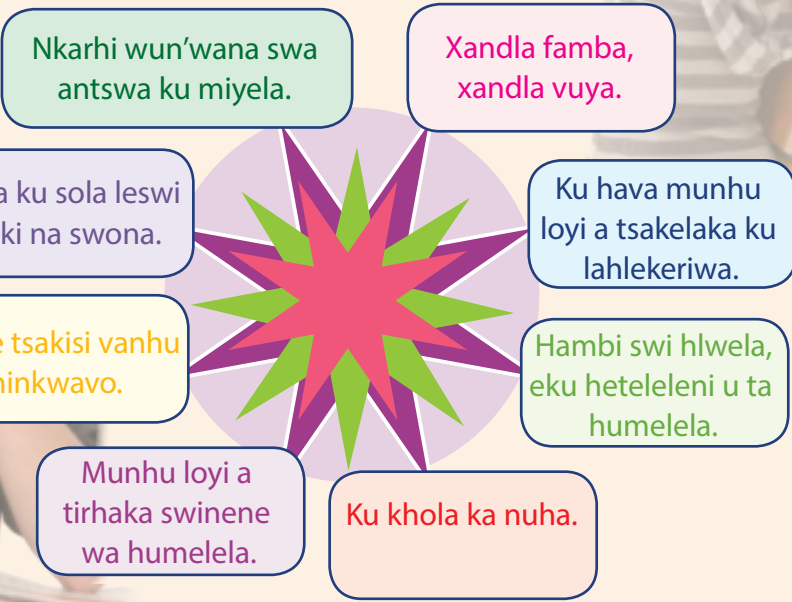 Nkarhi wun’wana swa
antswa ku miyela.
Xandla famba,
xandla vuya.
ku sola leswi
na swona.
Ku hava munhu
loyi a tsakelaka ku
lahlekeriwa.
tsakisi vanhu
Hambi swi hlwela,
eku heteleleni u ta
humelela.
Munhu loyi a
tirhaka swinene
wa humelela.
Ku khola ka nuha.